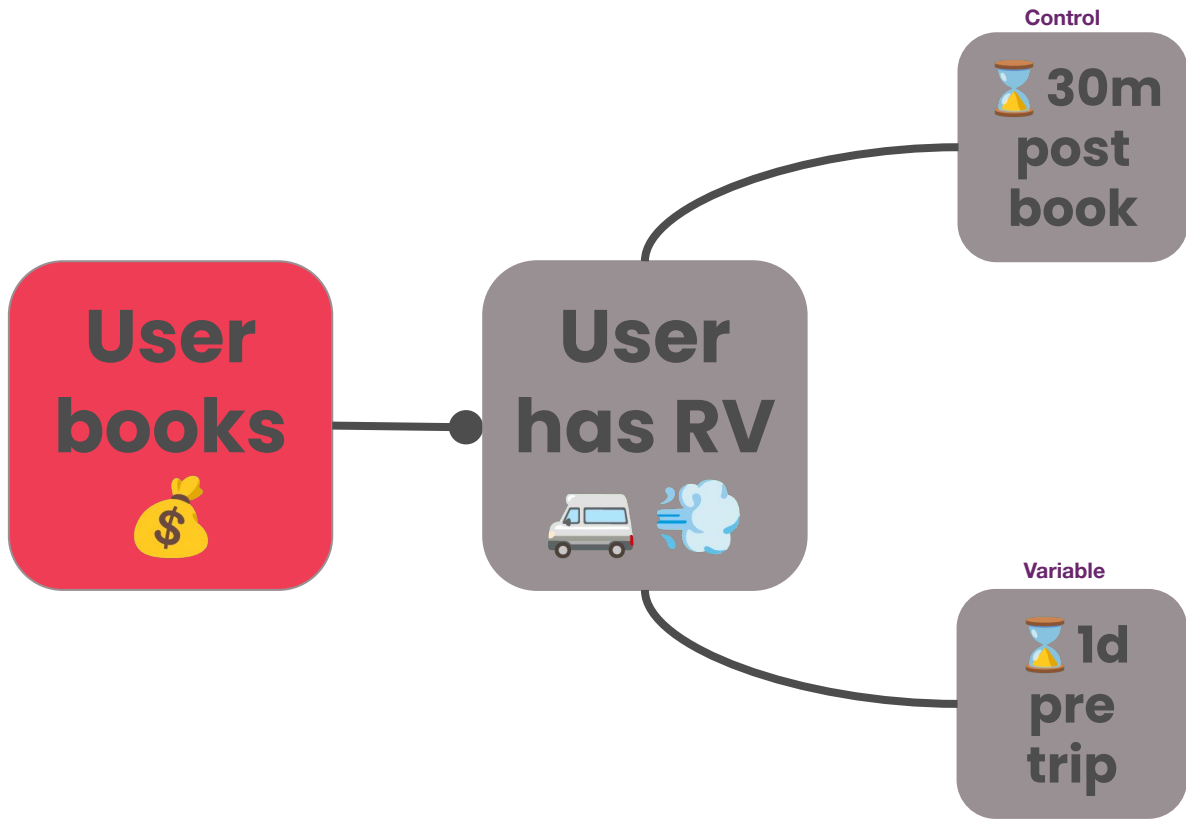 User
books
$
User
has RV
Control
⏳30m
post
book
Variable
⏳1d
pre
trip